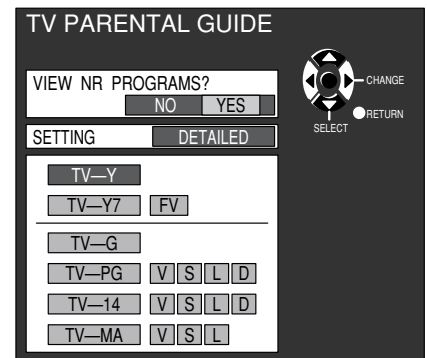 TV PARENTAL GUIDE
VIEW NR PROGRAMS?
NO YES
SETTING DETAILED
TV—Y
TV—Y7 FV
TV—G
TV—PG V S L D
TV—14 V S L D
TV—MA V S L
CHANGE
RETURN
SELECT